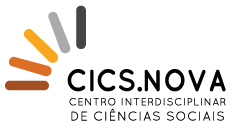 CICS.NOVA
CENTRO INTERDISCIPLINAR
DE CIÊNCIAS SOCIAIS